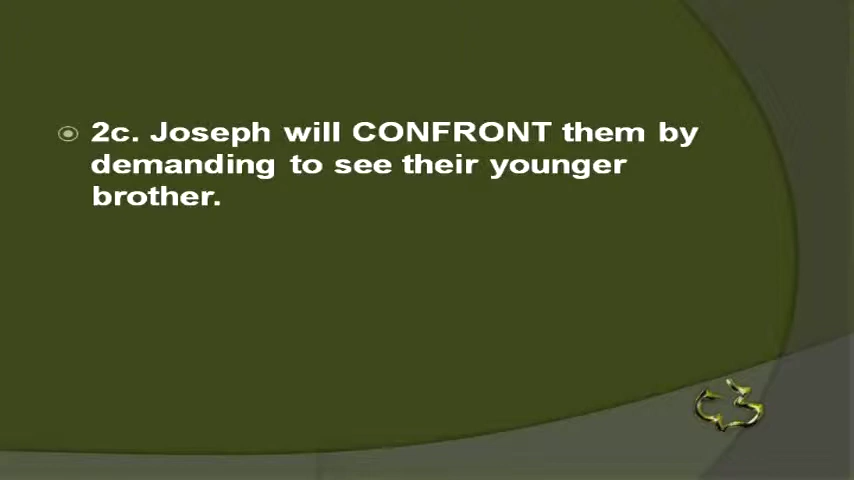 2c. Joseph will CONFRONT them by
demanding to see their younger
brother.